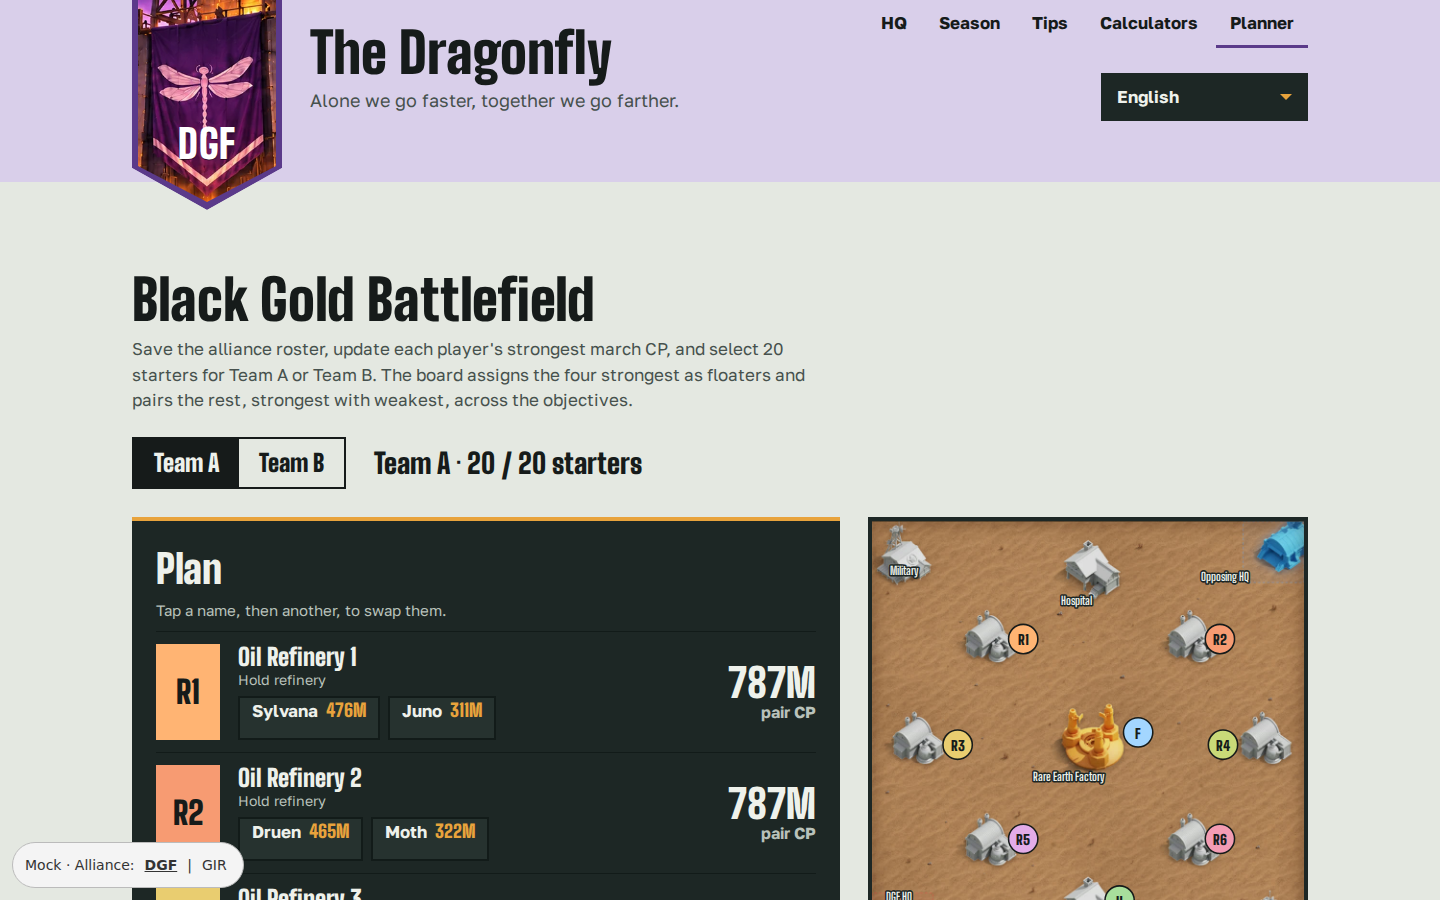 HQ
Season
Tips
Calculators
Planner
The Dragonfly
Alone we go faster, together we go farther.
English
DGF
Black Gold Battlefield
Save the alliance roster, update each player's strongest march CP, and select 20
starters for Team A or Team B. The board assigns the four strongest as floaters and
pairs the rest, strongest with weakest, across the objectives.
Team A
Team B
Team A · 20 / 20 starters
Plan
Tap a name, then another, to swap them.
R1
Oil Refinery 1
Hold refinery
Sylvana 476M
Juno 311M
787M
pair CP
R2
Oil Refinery 2
Hold refinery
Druen 465M
Moth 322M
787M
pair CP
Oil Refinery 3
Military
Hospital
Opposing HQ
R1
R2
R3
F
R4
Rare Earth Factory
R5
R6
DGF HQ
Mock · Alliance: DGF | GIR